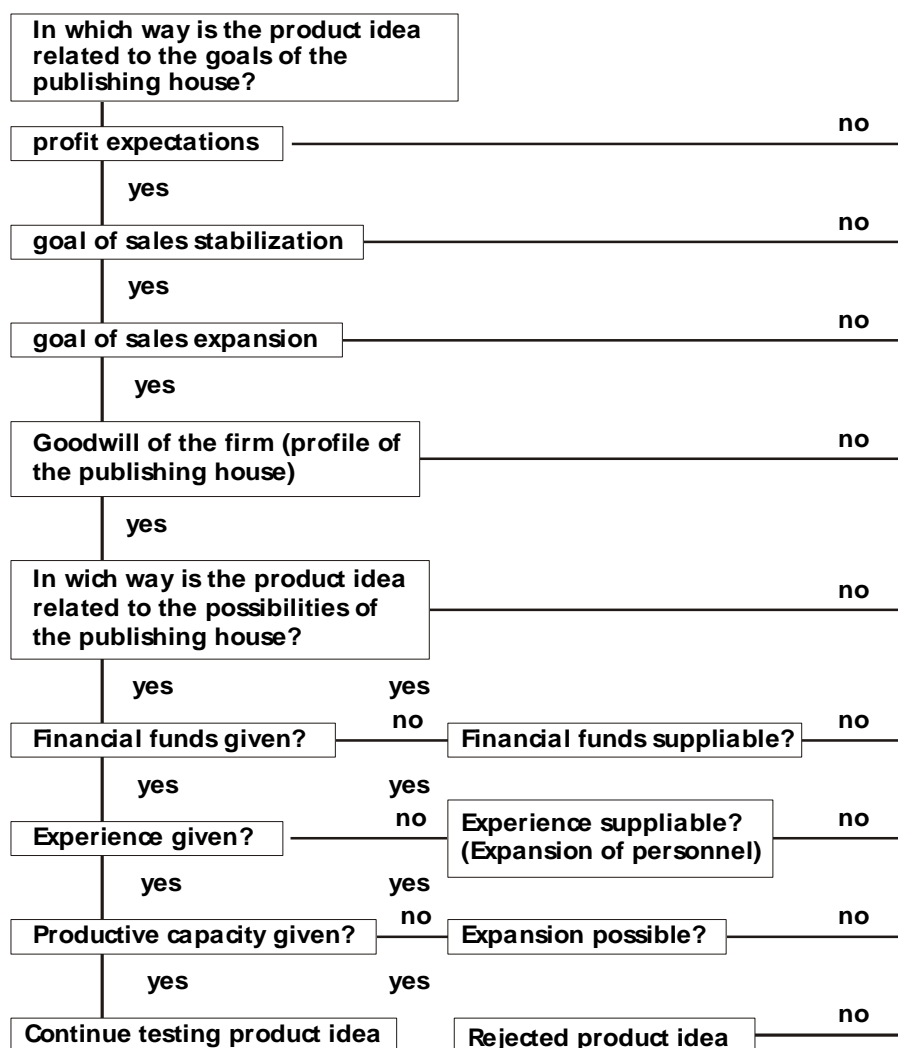 In which way is the product idea
related to the goals of the
publishing house?
no
profit expectations
yes
no
goal of sales stabilization
yes
no
goal of sales expansion
yes
Goodwill of the firm (profile of
the publishing house)
no
yes
In wich way is the product idea
related to the possibilities of
the publishing house?
no
yes yes
Financial funds given? no Financial funds suppliable? no
yes yes
Experience given? no Experience suppliable?
(Expansion of personnel) no
yes yes
Productive capacity given? no Expansion possible? no
yes yes
Continue testing product idea Rejected product idea no